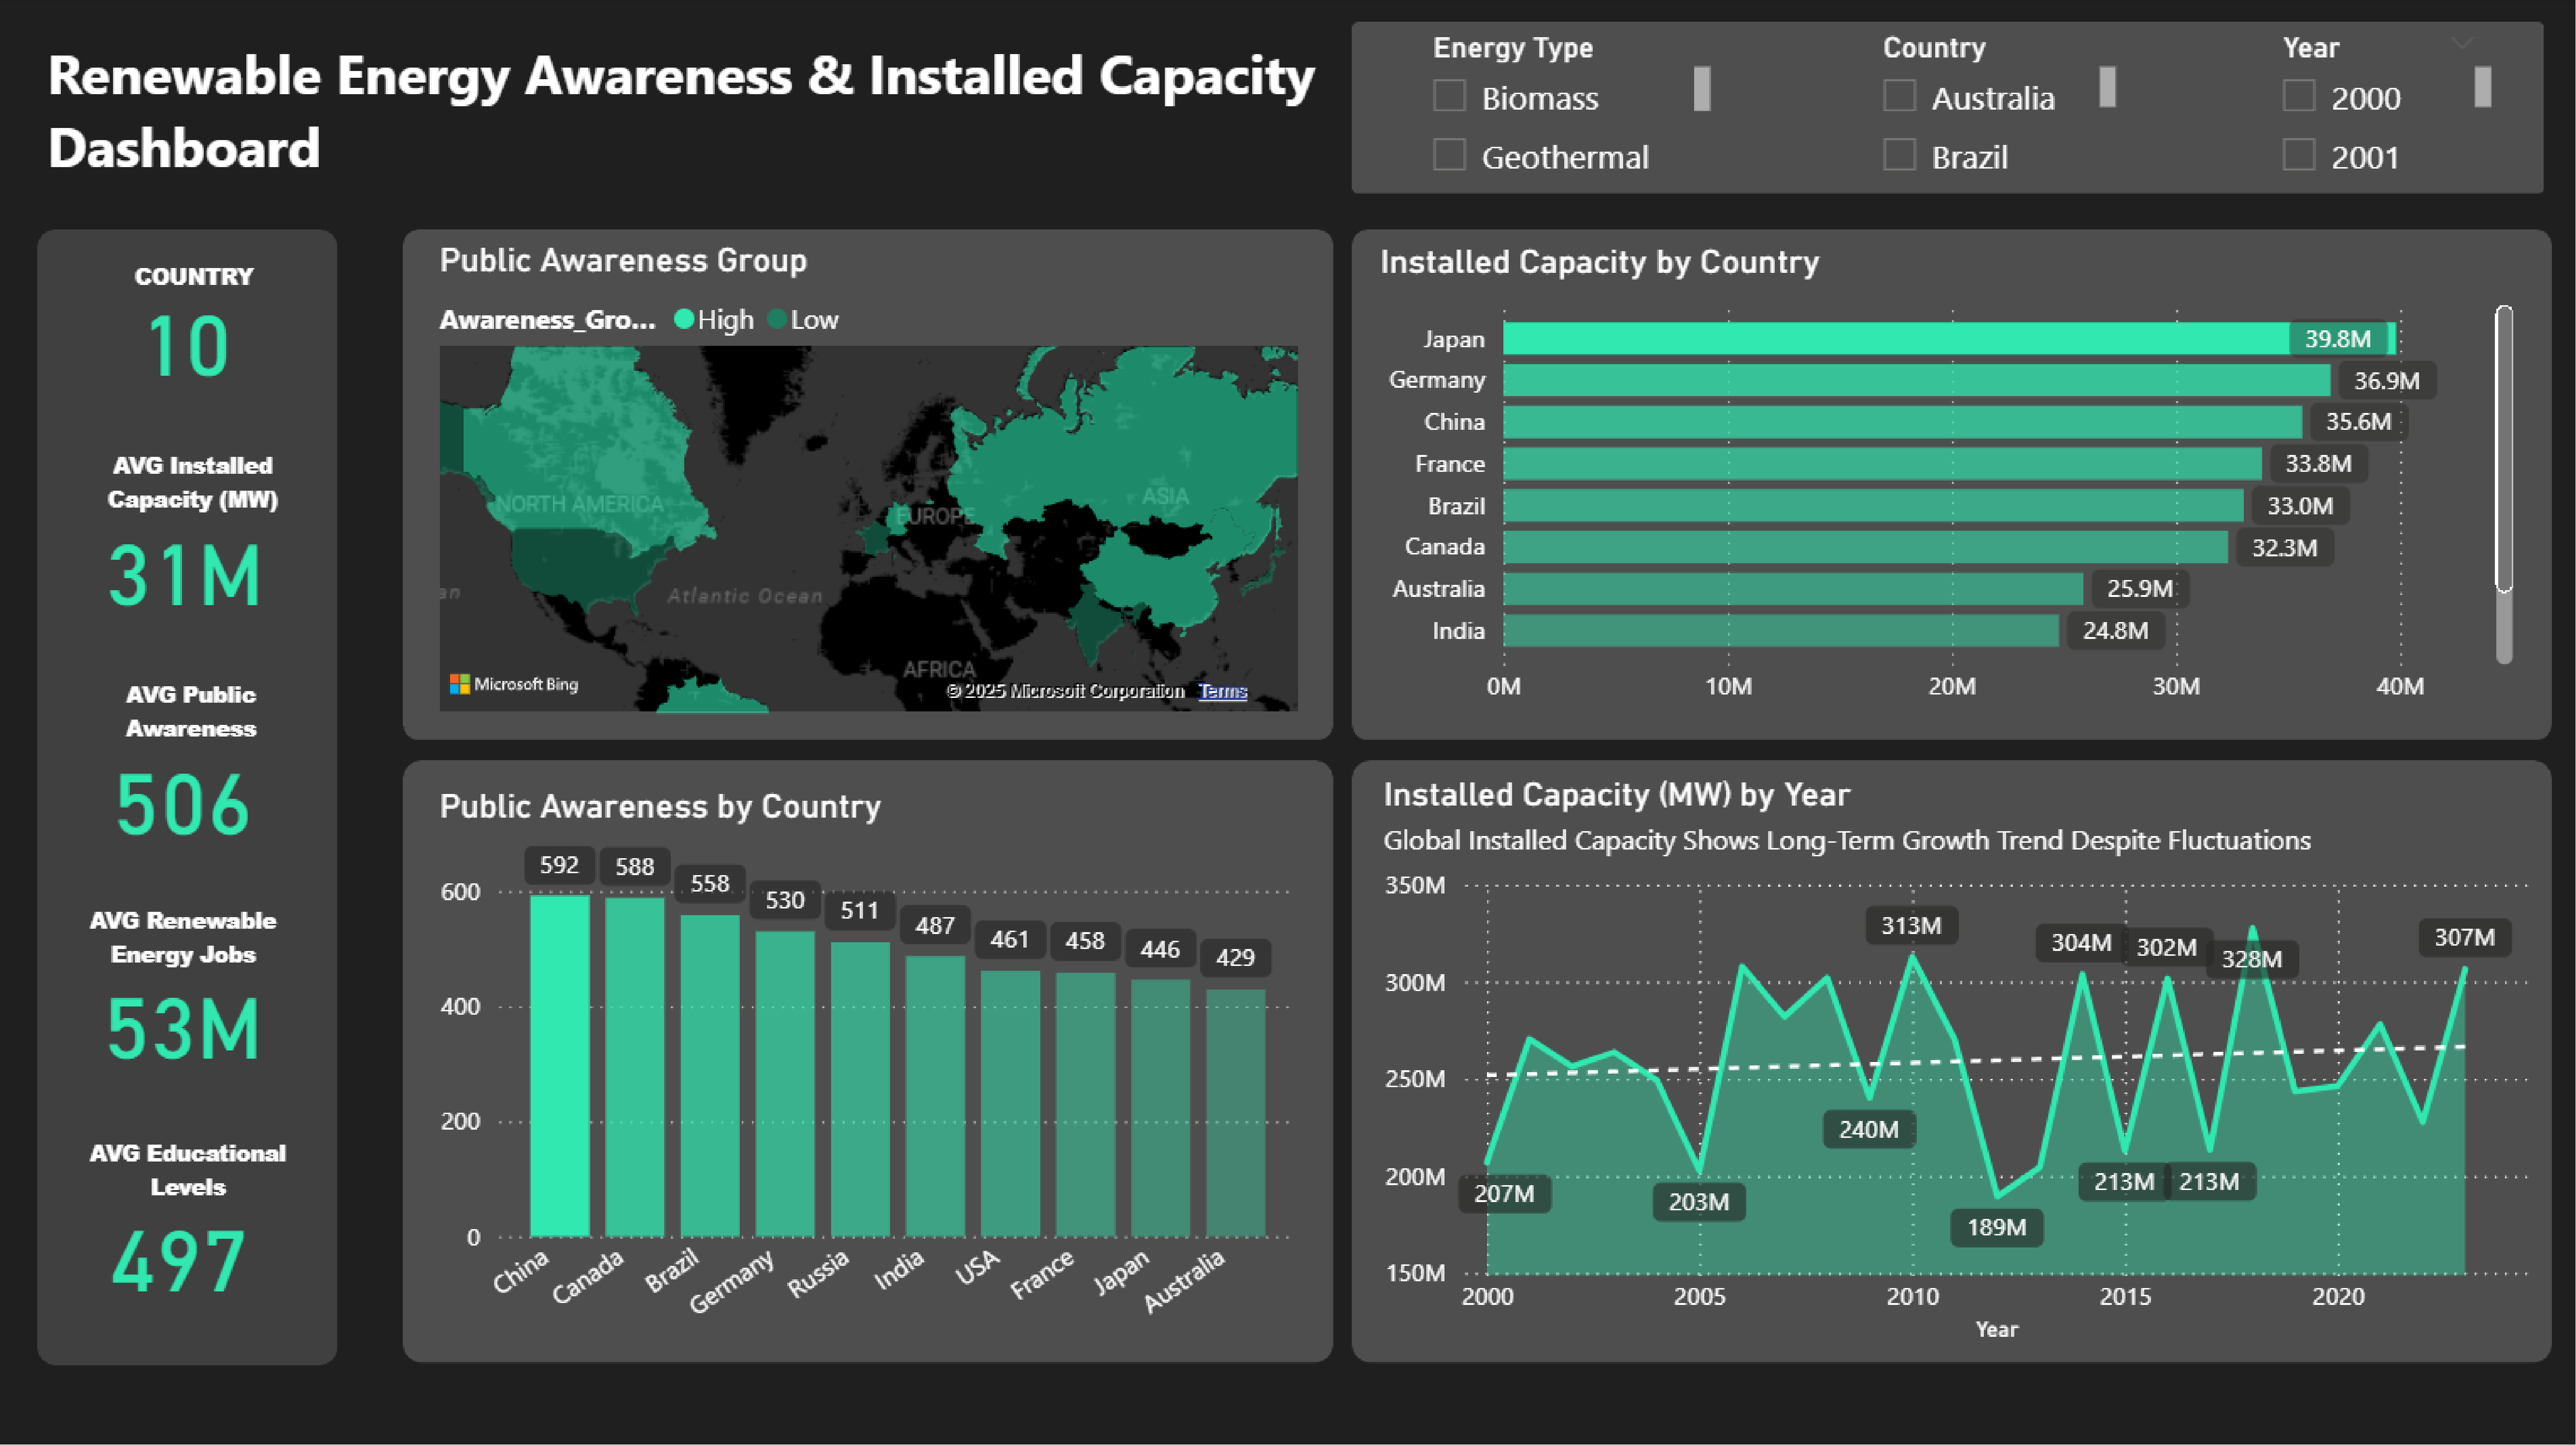 Renewable Energy Awareness & Installed Capacity
Dashboard
Energy Type
Biomass
Geothermal
Country
Australia
Brazil
Year
2000
2001
COUNTRY
10
AVG Installed
Capacity (MW)
31M
AVG Public
Awareness
506
AVG Renewable
Energy Jobs
53M
AVG Educational
Levels
497
Public Awareness Group
Awareness_Gro... High Low
NORTH AMERICA
EUROPE
ASIA
an
Atlantic Ocean
AFRICA
Microsoft Bing
© 2025 Microsoft Corporation Terms
Installed Capacity by Country
Japan 39.8M
Germany 36.9M
China 35.6M
France 33.8M
Brazil 33.0M
Canada 32.3M
Australia 25.9M
India 24.8M
0M 10M 20M 30M 40M
Public Awareness by Country
592 588 558 530 511 487 461 458 446 429
600
400
200
0
China Canada Brazil Germany Russia India USA France Japan Australia
Installed Capacity (MW) by Year
Global Installed Capacity Shows Long-Term Growth Trend Despite Fluctuations
350M
300M
250M
200M
150M
207M 203M 240M 313M 189M 304M 213M 302M 213M 328M 307M
2000 2005 2010 2015 2020
Year